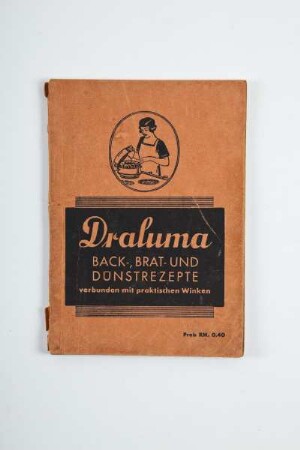 Draluma
BACK-, BRAT- UND
DÜNSTREZEPTE
verbunden mit praktischen Winken
Preis RM. 0.40